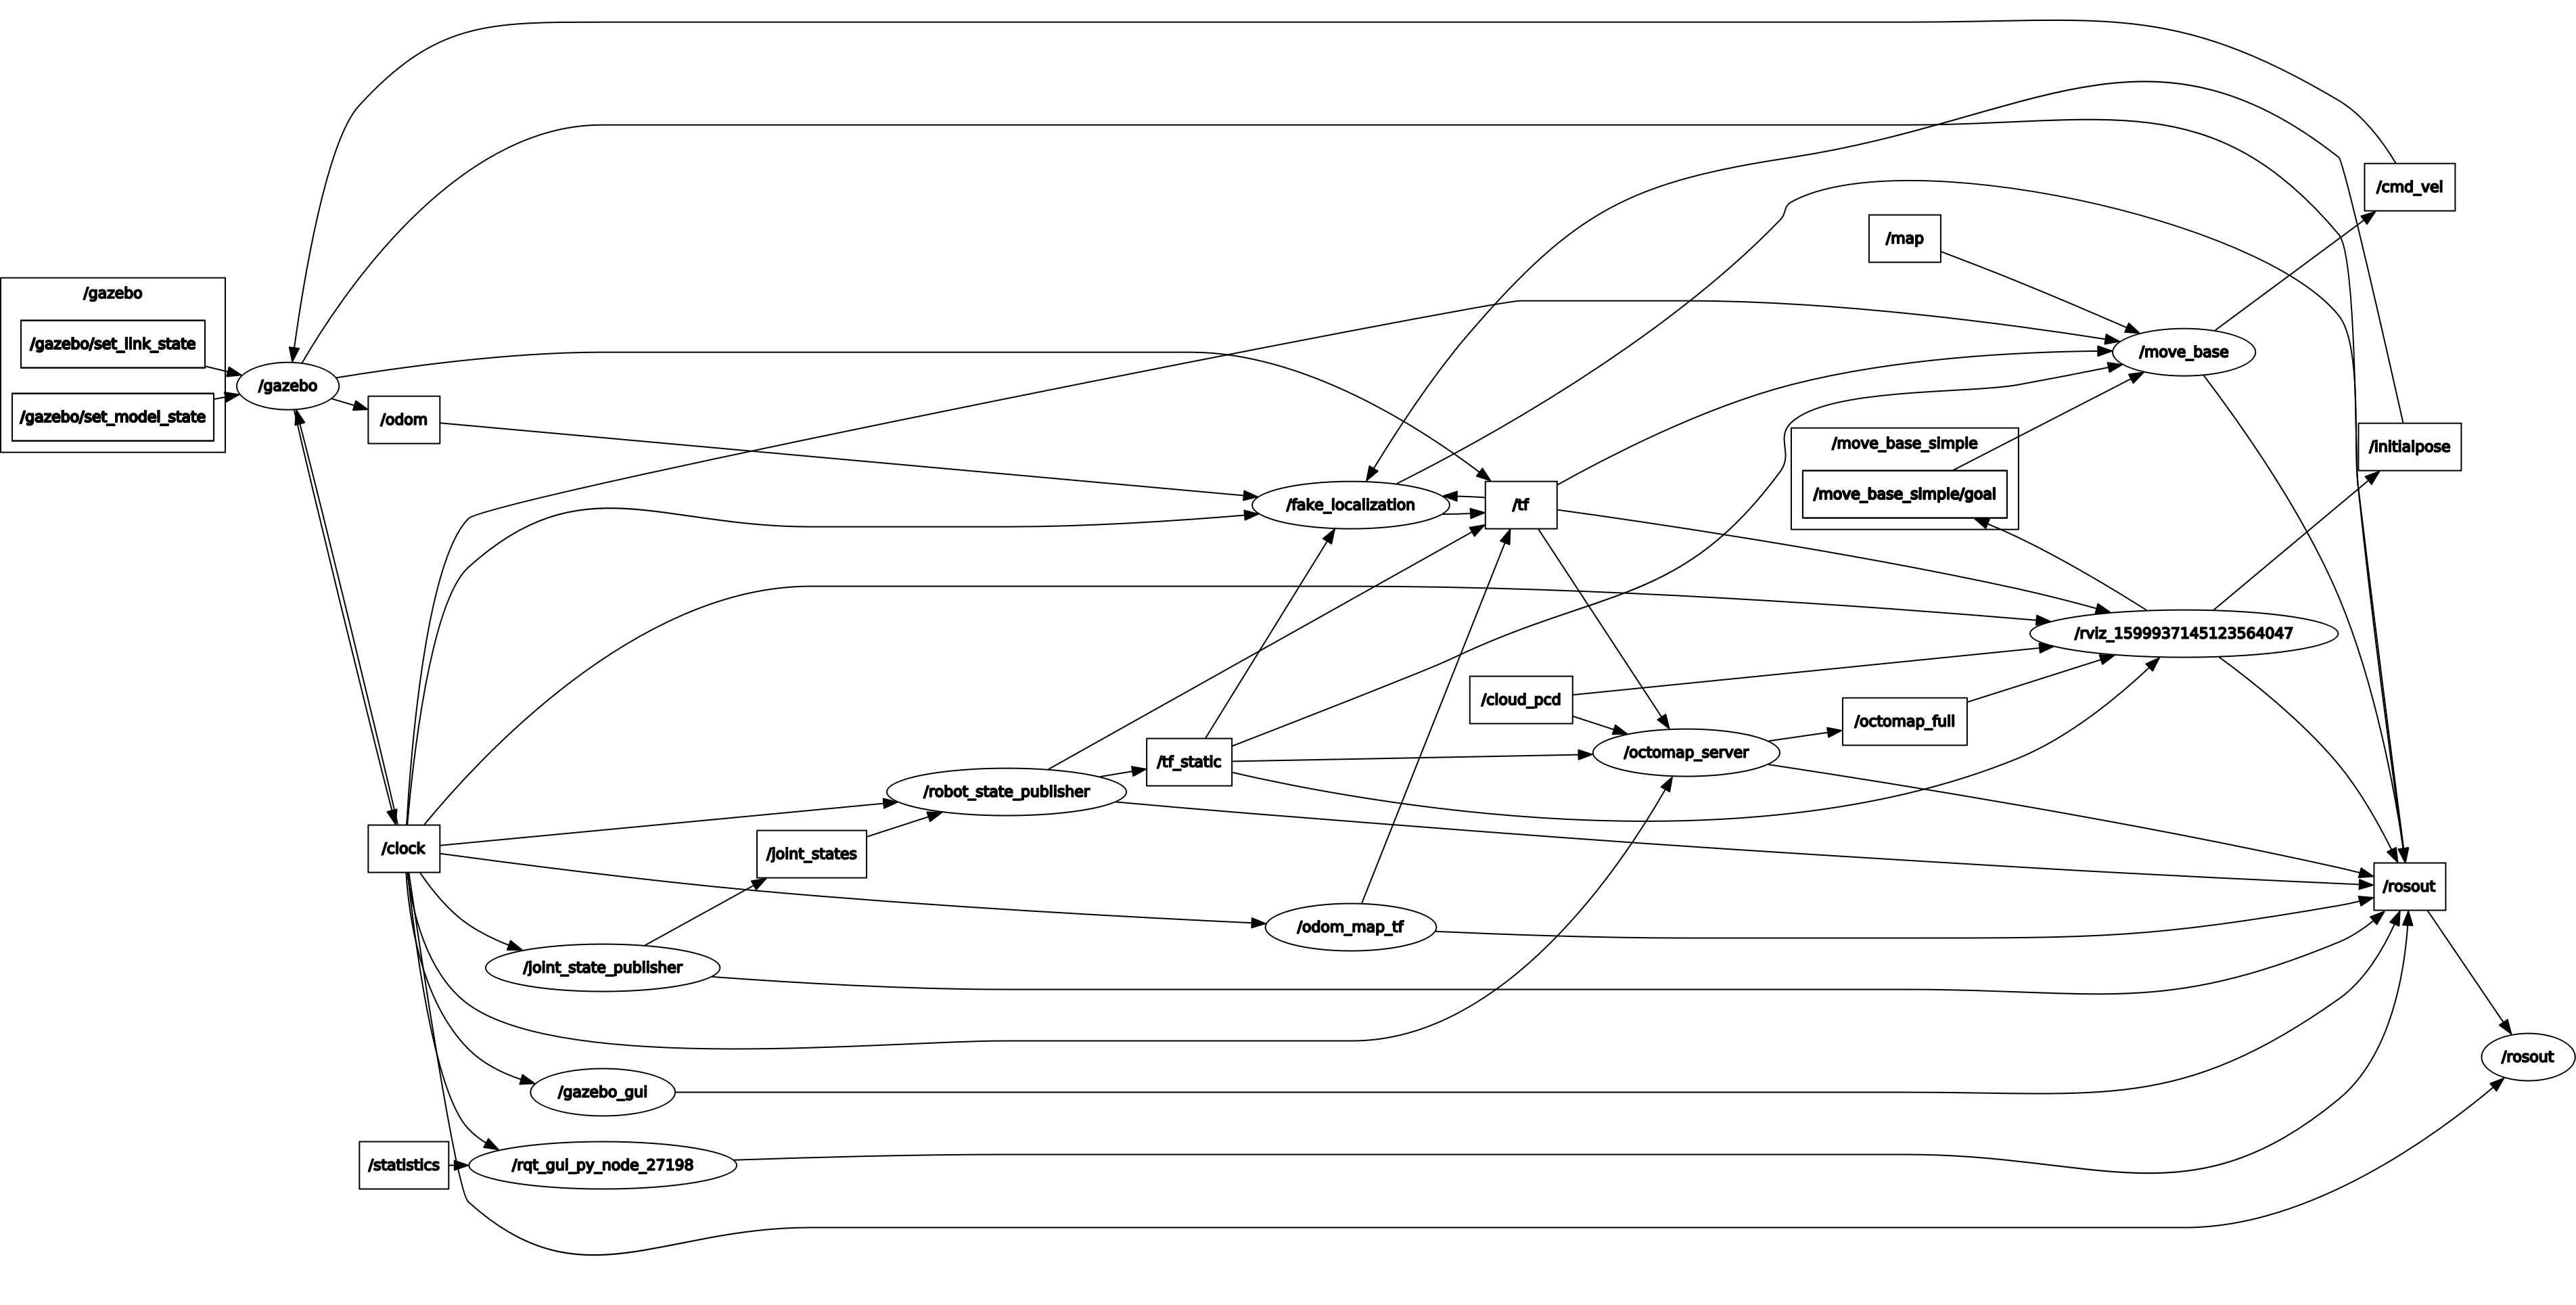 /cmd_vel
/map
/gazebo
/gazebo/set_link_state
/move_base
/gazebo
/gazebo/set_model_state
/odom
/move_base_simple
/initialpose
/move_base_simple/goal
/fake_localization
/tf
/rviz_1599937145123564047
/cloud_pcd
/octomap_full
/octomap_server
/tf_static
/robot_state_publisher
/clock
/joint_states
/rosout
/odom_map_tf
/joint_state_publisher
/rosout
/gazebo_gui
/statistics
/rqt_gui_py_node_27198